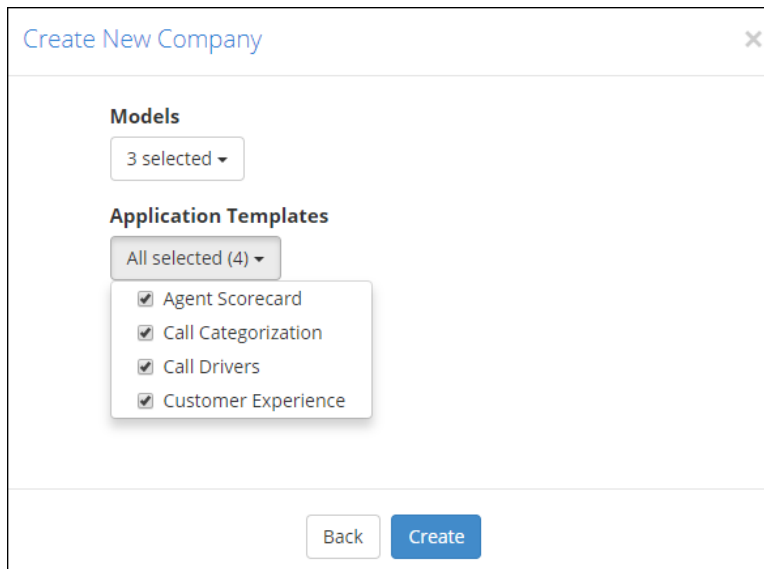 Create New Company
Models
3 selected
Application Templates
All selected (4)
Agent Scorecard
Call Categorization
Call Drivers
Customer Experience
Back Create